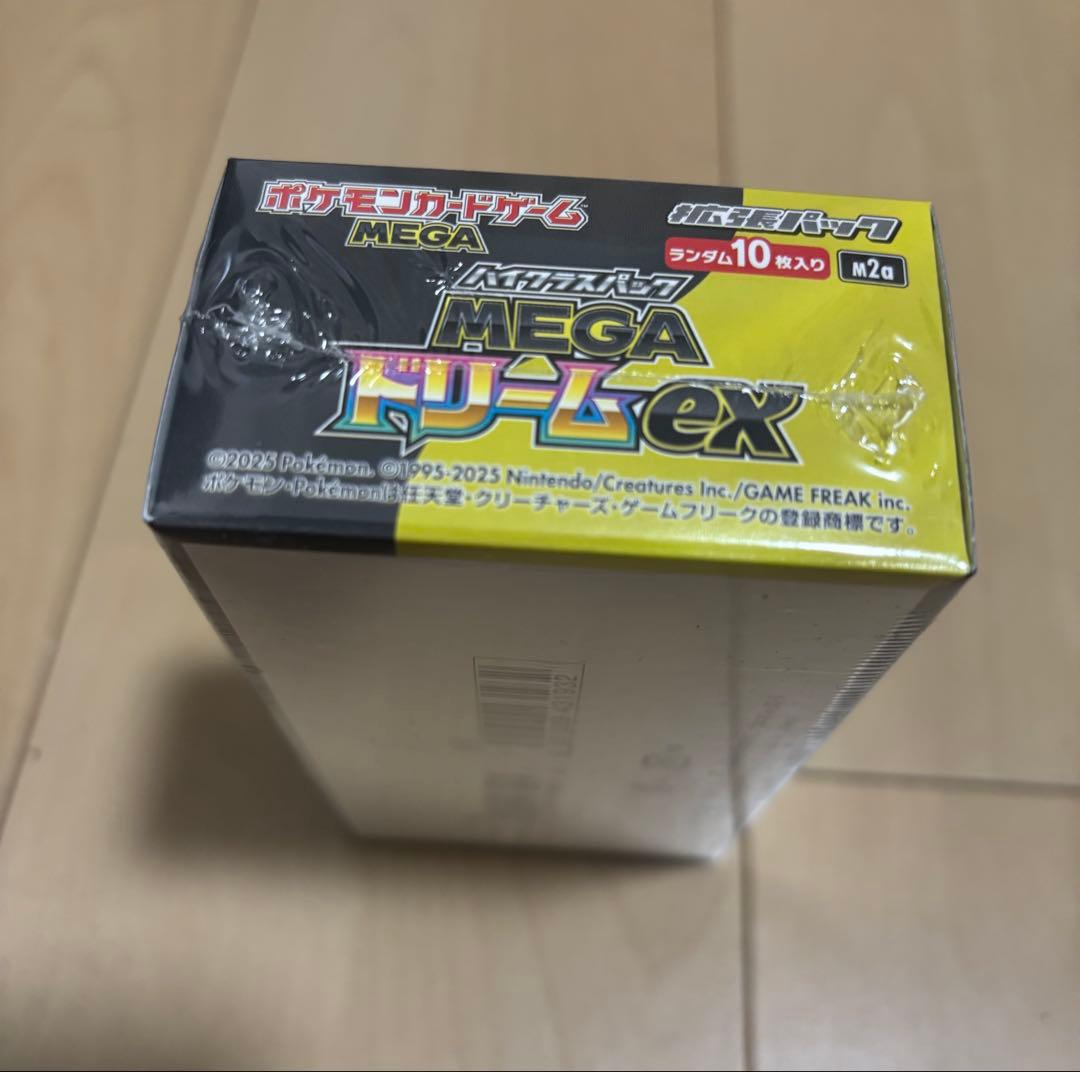 ポケモンカードゲーム
MEGA
拡張パック
ランダム10枚入り
M2a
ハイクラスパック
MEGA
ドリームex
©2025 Pokémon. ©1995-2025 Nintendo/Creatures Inc./GAME FREAK inc.
ポケモン・Pokémonは任天堂・クリーチャーズ・ゲームフリークの登録商標です。
431932